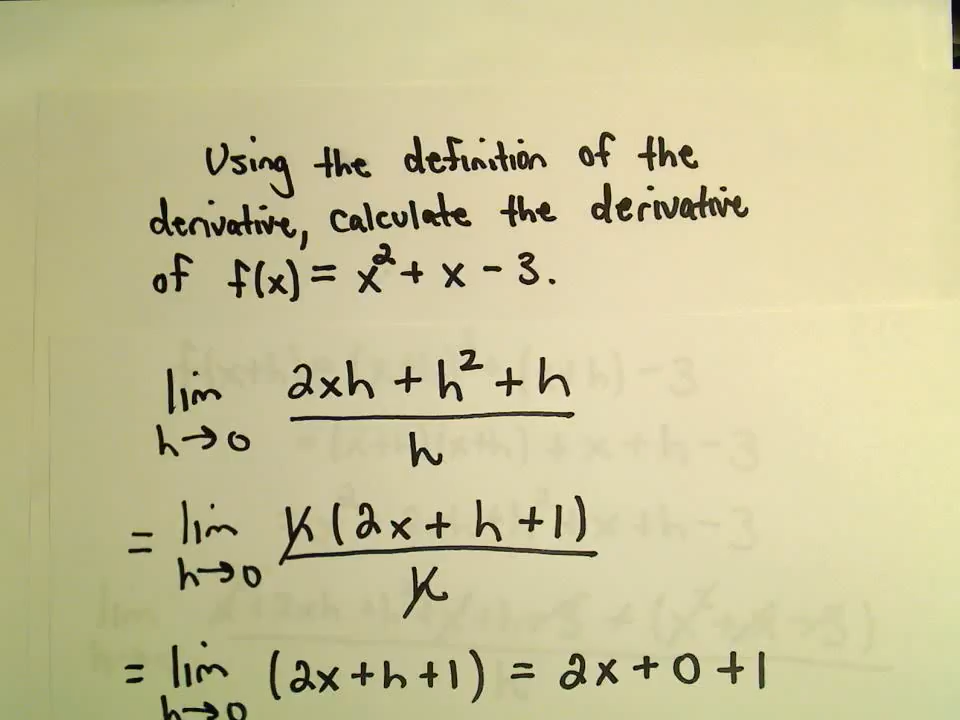 Using the definition of the
derivative, calculate the derivative
of f(x) = x² + x - 3.
lim 2xh + h² + h
h→0 h
= lim h(2x + h + 1)
h→0 h
= lim (2x + h + 1) = 2x + 0 + 1
h→0